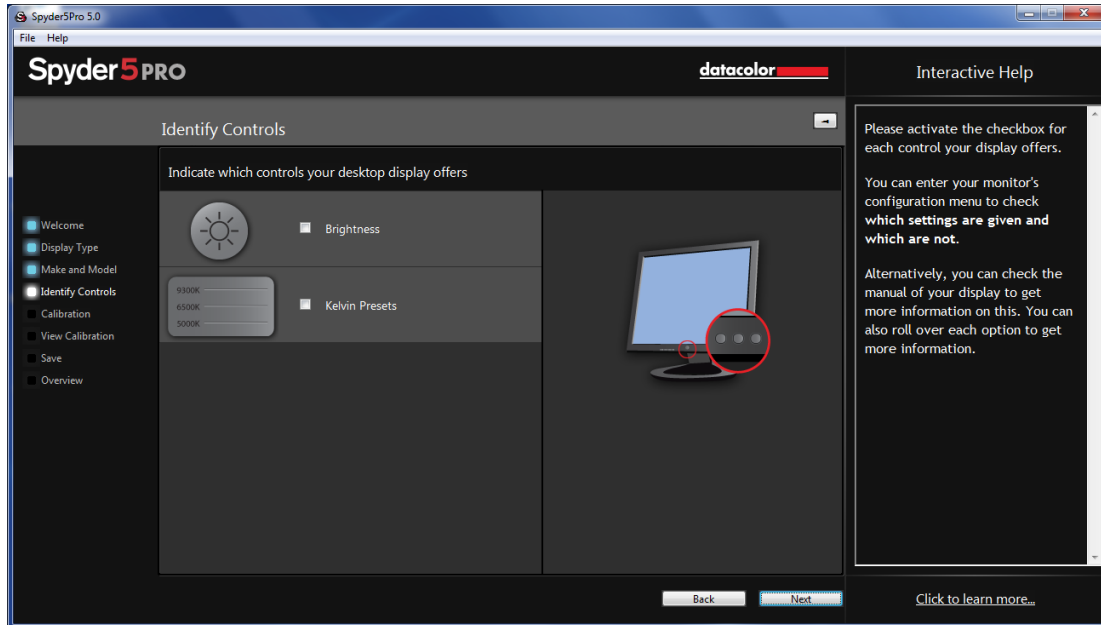 Spyder5Pro 5.0
File Help
Spyder5PRO
datacolor
Interactive Help
Identify Controls
Indicate which controls your desktop display offers
Brightness
9300K
6500K
5000K
Kelvin Presets
Welcome
Display Type
Make and Model
Identify Controls
Calibration
View Calibration
Save
Overview
Please activate the checkbox for
each control your display offers.
You can enter your monitor's
configuration menu to check
which settings are given and
which are not.
Alternatively, you can check the
manual of your display to get
more information on this. You can
also roll over each option to get
more information.
Back
Next
Click to learn more...